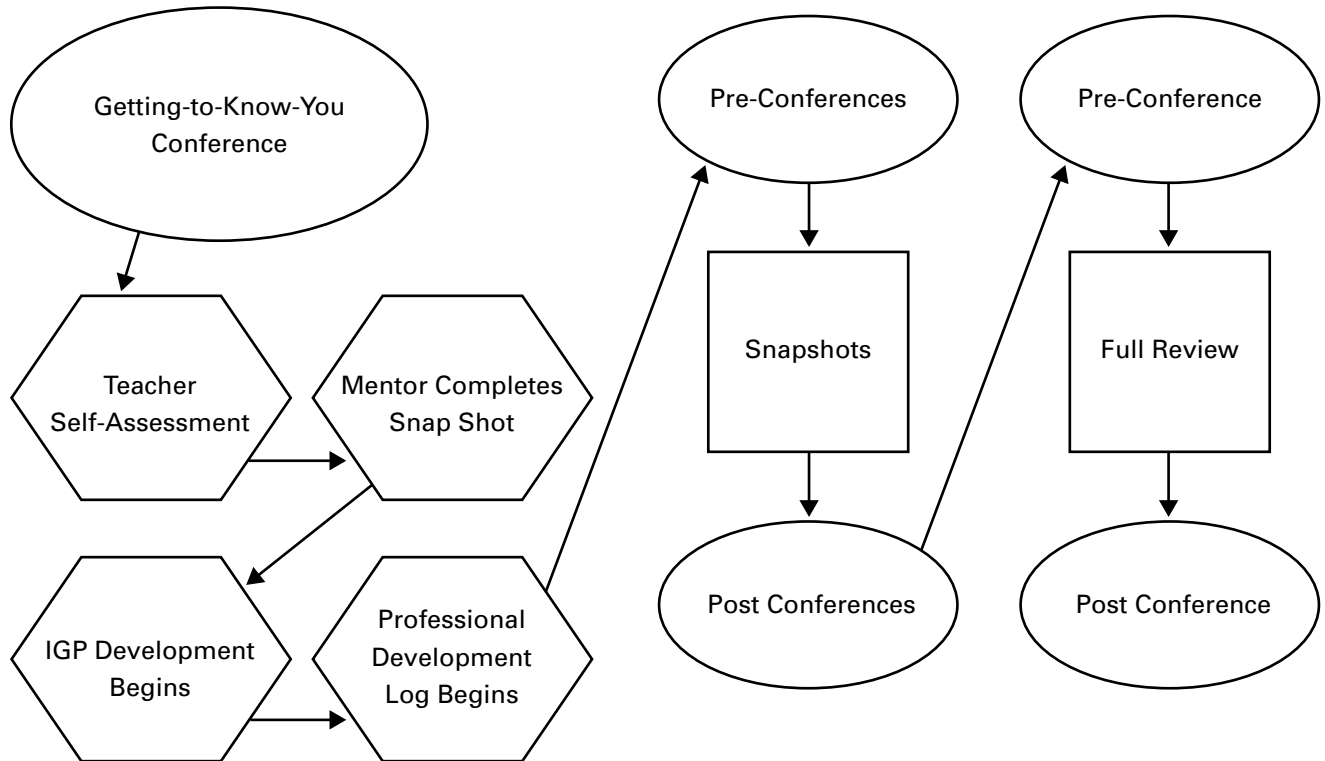 Getting-to-Know-You
Conference
Teacher
Self-Assessment
Mentor Completes
Snap Shot
IGP Development
Begins
Professional
Development
Log Begins
Pre-Conferences
Snapshots
Post Conferences
Pre-Conference
Full Review
Post Conference